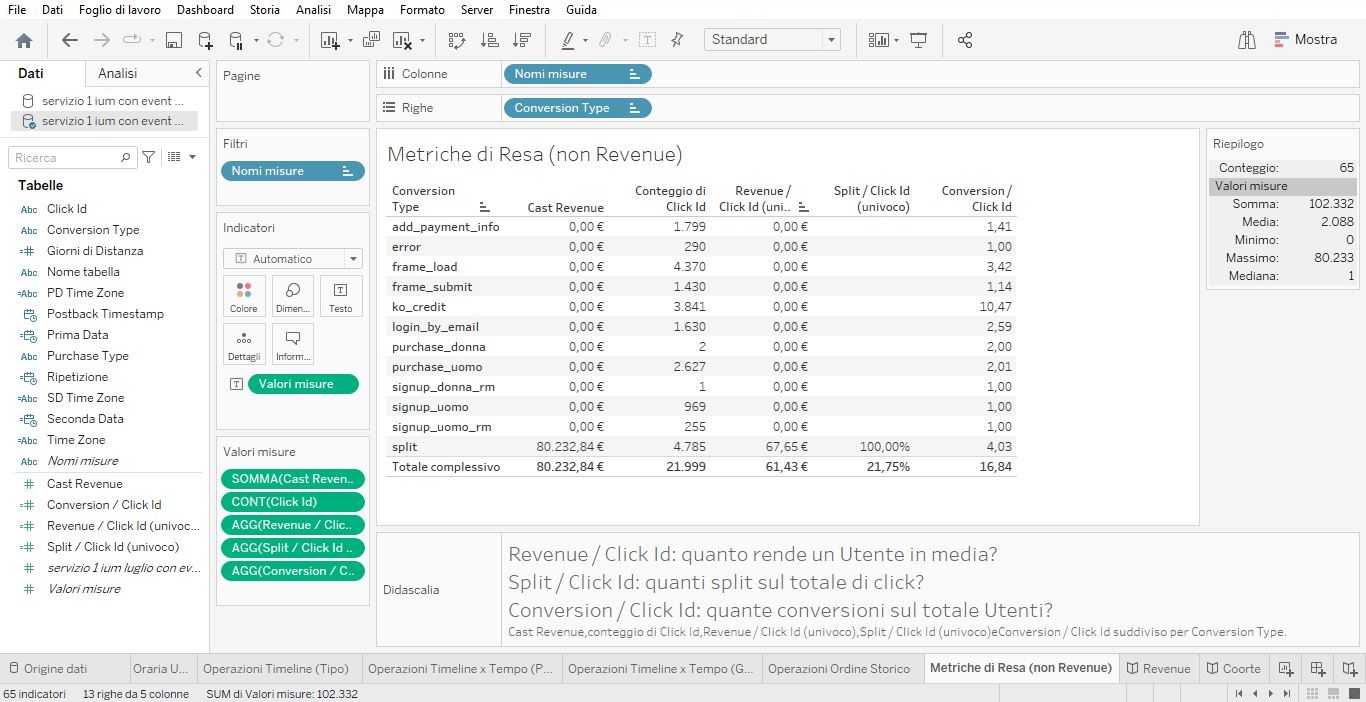 File Dati Foglio di lavoro Dashboard Storia Analisi Mappa Formato Server Finestra Guida
Standard
Mostra
Dati Analisi
servizio 1 ium con event ...
servizio 1 ium con event ...
Ricerca
Tabelle
Abc Click Id
Abc Conversion Type
=# Giorni di Distanza
Abc Nome tabella
=Abc PD Time Zone
Postback Timestamp
Prima Data
Abc Purchase Type
Ripetizione
=Abc SD Time Zone
Seconda Data
=Abc Time Zone
Abc Nomi misure
# Cast Revenue
=# Conversion / Click Id
=# Revenue / Click Id (univoc...
=# Split / Click Id (univoco)
# servizio 1 ium luglio con ev...
# Valori misure
Pagine
Filtri
Nomi misure
Indicatori
T Automatico
Colore Dimen... Testo
Dettagli Inform...
T Valori misure
Valori misure
SOMMA(Cast Reven..
CONT(Click Id)
AGG(Revenue / Clic..
AGG(Split / Click Id ..
AGG(Conversion / C..
Colonne Nomi misure
Righe Conversion Type
Metriche di Resa (non Revenue)
Conversion Type Cast Revenue Conteggio di Click Id Revenue / Click Id (uni.. Split / Click Id (univoco) Conversion / Click Id
add_payment_info 0,00 € 1.799 0,00 € 1,41
error 0,00 € 290 0,00 € 1,00
frame_load 0,00 € 4.370 0,00 € 3,42
frame_submit 0,00 € 1.430 0,00 € 1,14
ko_credit 0,00 € 3.841 0,00 € 10,47
login_by_email 0,00 € 1.630 0,00 € 2,59
purchase_donna 0,00 € 2 0,00 € 2,00
purchase_uomo 0,00 € 2.627 0,00 € 2,01
signup_donna_rm 0,00 € 1 0,00 € 1,00
signup_uomo 0,00 € 969 0,00 € 1,00
signup_uomo_rm 0,00 € 255 0,00 € 1,00
split 80.232,84 € 4.785 67,65 € 100,00% 4,03
Totale complessivo 80.232,84 € 21.999 61,43 € 21,75% 16,84
Riepilogo
Conteggio: 65
Valori misure
Somma: 102.332
Media: 2.088
Minimo: 0
Massimo: 80.233
Mediana: 1
Didascalia
Revenue / Click Id: quanto rende un Utente in media?
Split / Click Id: quanti split sul totale di click?
Conversion / Click Id: quante conversioni sul totale Utenti?
Cast Revenue,conteggio di Click Id,Revenue / Click Id (univoco),Split / Click Id (univoco)eConversion / Click Id suddiviso per Conversion Type.
Origine dati Oraria U... Operazioni Timeline (Tipo) Operazioni Timeline x Tempo (P... Operazioni Timeline x Tempo (G... Operazioni Ordine Storico Metriche di Resa (non Revenue) Revenue Coorte
65 indicatori 13 righe da 5 colonne SUM di Valori misure: 102.332